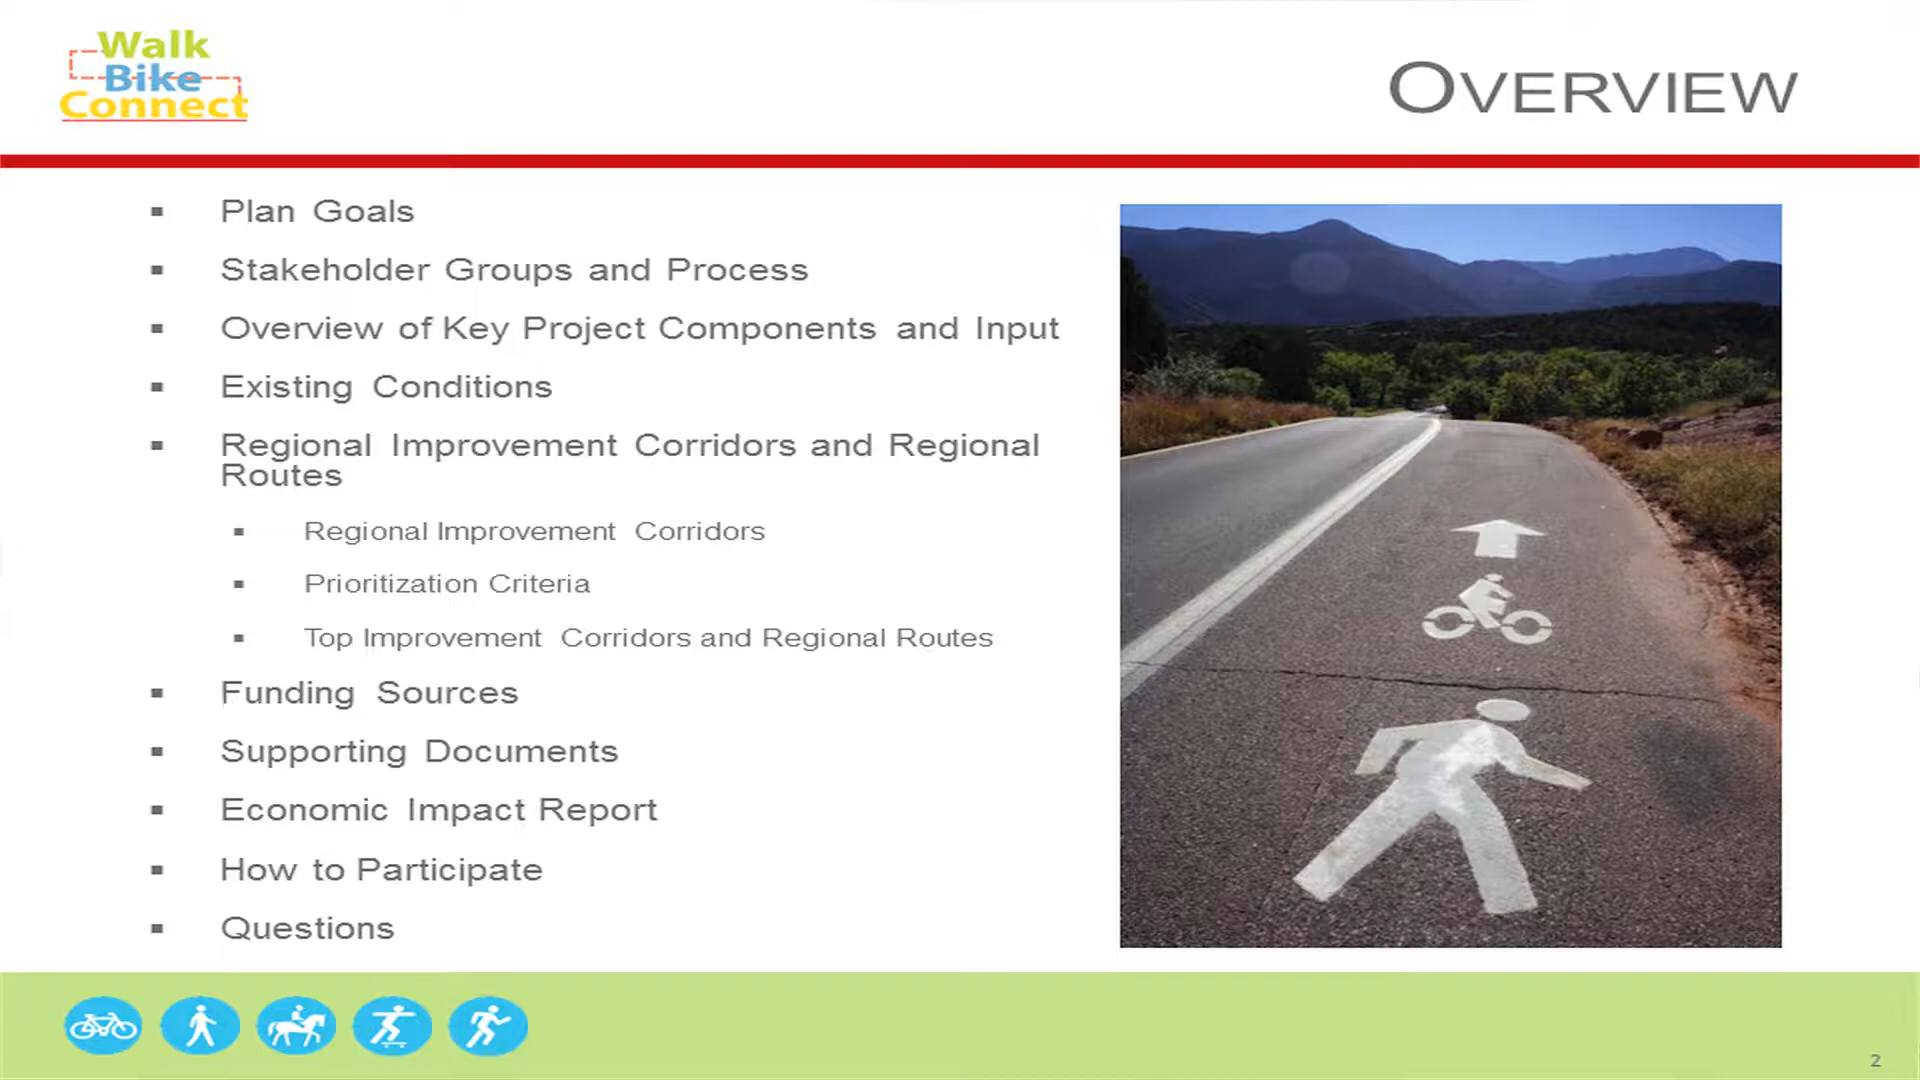 Walk
Bike
Connect
OVERVIEW
Plan Goals
Stakeholder Groups and Process
Overview of Key Project Components and Input
Existing Conditions
Regional Improvement Corridors and Regional
Routes
Regional Improvement Corridors
Prioritization Criteria
Top Improvement Corridors and Regional Routes
Funding Sources
Supporting Documents
Economic Impact Report
How to Participate
Questions
2